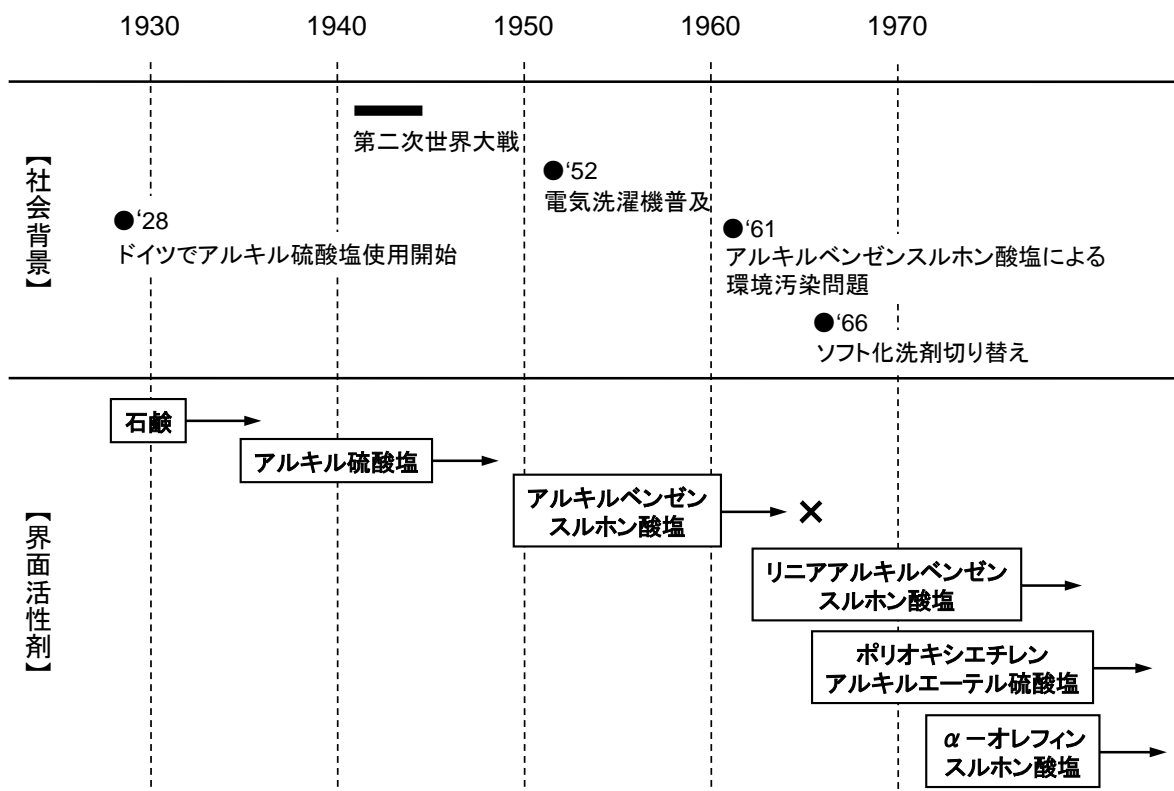 1930 1940 1950 1960 1970
【社会背景】
第二次世界大戦
●‘52
電気洗濯機普及
●‘28
ドイツでアルキル硫酸塩使用開始
●‘61
アルキルベンゼンスルホン酸塩による
環境汚染問題
●‘66
ソフト化洗剤切り替え
【界面活性剤】
石鹸
アルキル硫酸塩
アルキルベンゼン
スルホン酸塩
×
リニアアルキルベンゼン
スルホン酸塩
ポリオキシエチレン
アルキルエーテル硫酸塩
α－オレフィン
スルホン酸塩